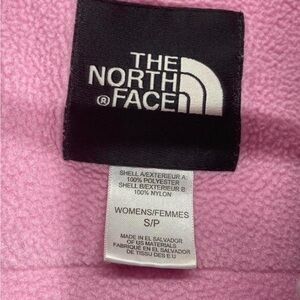 THE
NORTH
® FACE
SHELL A/EXTERIEUR A
100% POLYESTER
SHELL B/EXTERIEUR B
100% NYLON
WOMENS/FEMMES
S/P
MADE IN EL SALVADOR
OF US MATERIALS
FABRIQUÉ EN EL SALVADOR
DE TISSU DES E U